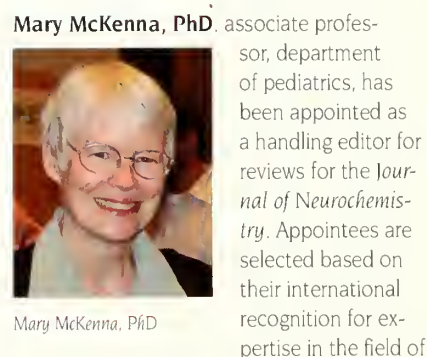 Mary McKenna, PhD, associate profes-
sor, department
of pediatrics, has
been appointed as
a handling editor for
reviews for the Jour-
nal of Neurochemis-
try. Appointees are
selected based on
their international
recognition for ex-
pertise in the field of
Mary McKenna, PhD